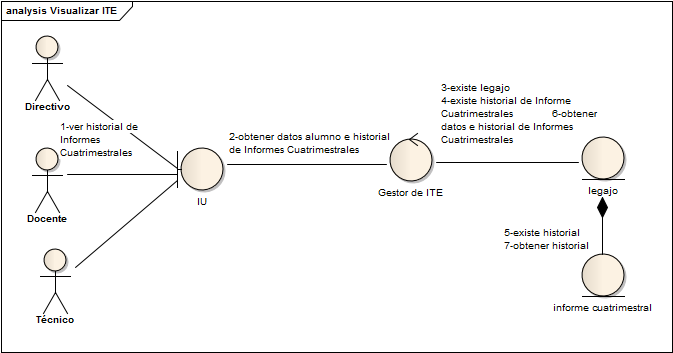 analysis Visualizar ITE
Directivo
1-ver historial de
Informes
Cuatrimestrales
Docente
Técnico
IU
2-obtener datos alumno e historial
de Informes Cuatrimestrales
Gestor de ITE
3-existe legajo
4-existe historial de Informe
Cuatrimestrales 6-obtener
datos e historial de Informes
Cuatrimestrales
legajo
5-existe historial
7-obtener historial
informe cuatrimestral